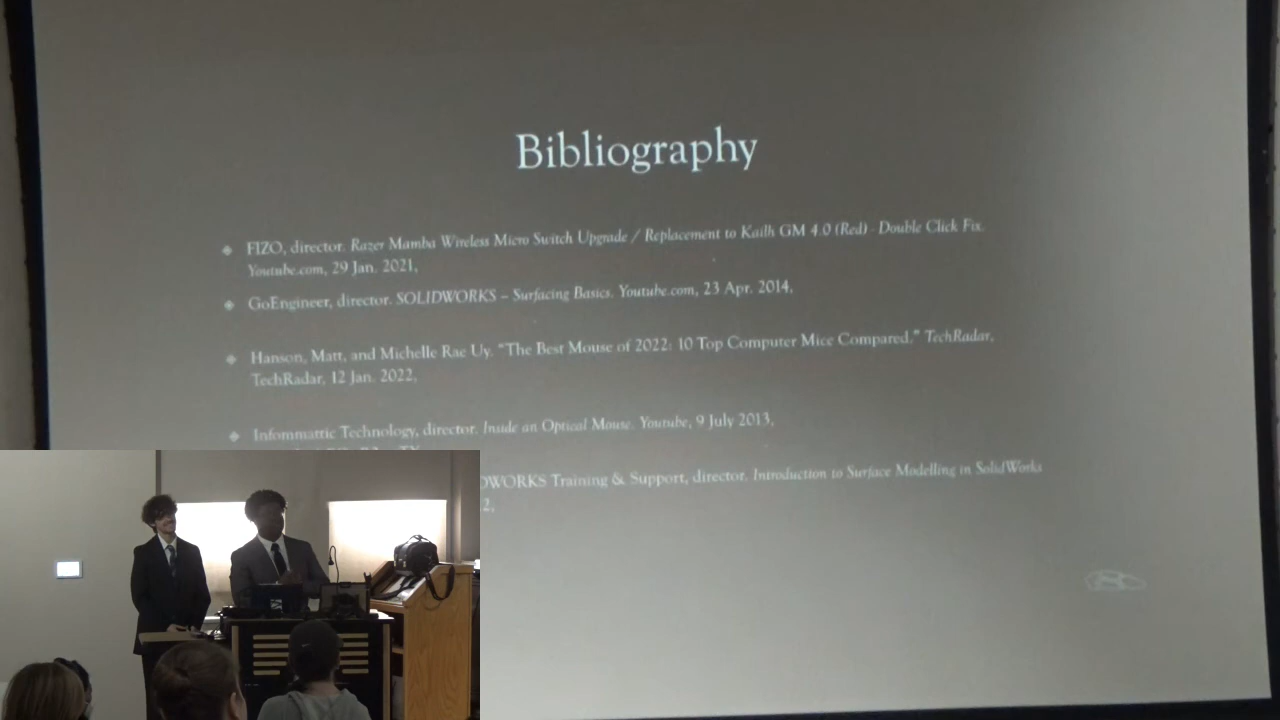 Bibliography
FIZO, director. Razer Mamba Wireless Micro Switch Upgrade / Replacement to Kailh GM 4.0 (Red) - Double Click Fix.
Youtube.com, 29 Jan. 2021,
GoEngineer, director. SOLIDWORKS – Surfacing Basics. Youtube.com, 23 Apr. 2014,
Hanson, Matt, and Michelle Rae Uy. “The Best Mouse of 2022: 10 Top Computer Mice Compared.” TechRadar,
TechRadar, 12 Jan. 2022,
Infommattic Technology, director. Inside an Optical Mouse. Youtube, 9 July 2013,
DWORKS Training & Support, director. Introduction to Surface Modelling in SolidWorks
2,